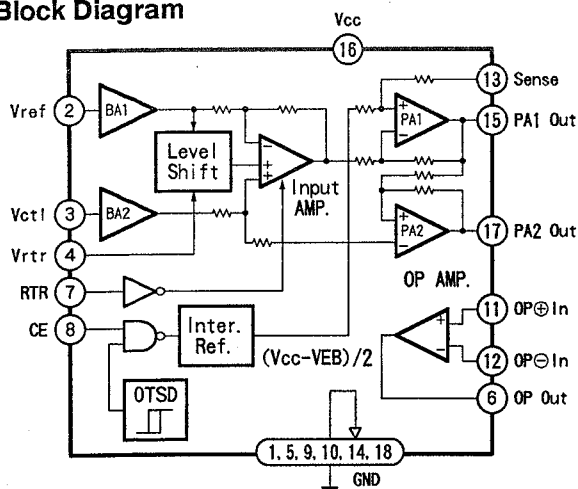 Block Diagram
Vcc
16
13 Sense
Vref 2 BA1
PA1 15 PA1 Out
Level
Shift
Input
AMP.
Vctl 3 BA2
Vrtr 4
PA2 17 PA2 Out
OP AMP.
RTR 7
CE 8
Inter.
Ref.
(Vcc-VEB)/2
11 OP⊕In
12 OP⊖In
6 OP Out
OTSD
1, 5, 9, 10, 14, 18
GND